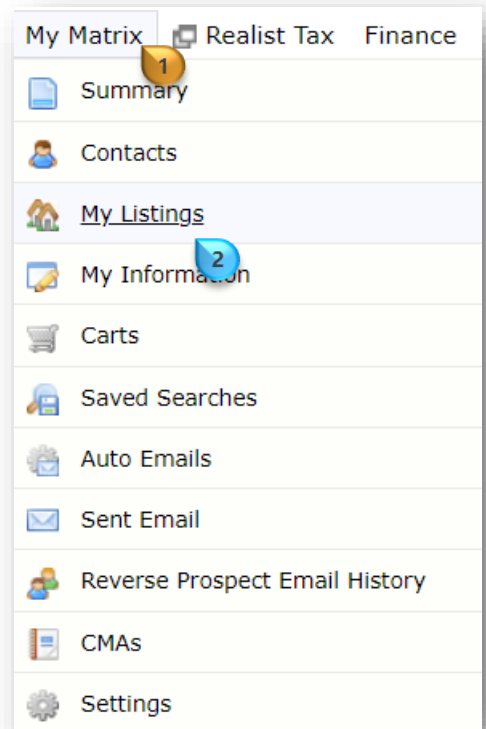 My Matrix Realist Tax Finance
1
Summary
Contacts
My Listings
2
My Information
Carts
Saved Searches
Auto Emails
Sent Email
Reverse Prospect Email History
CMAs
Settings